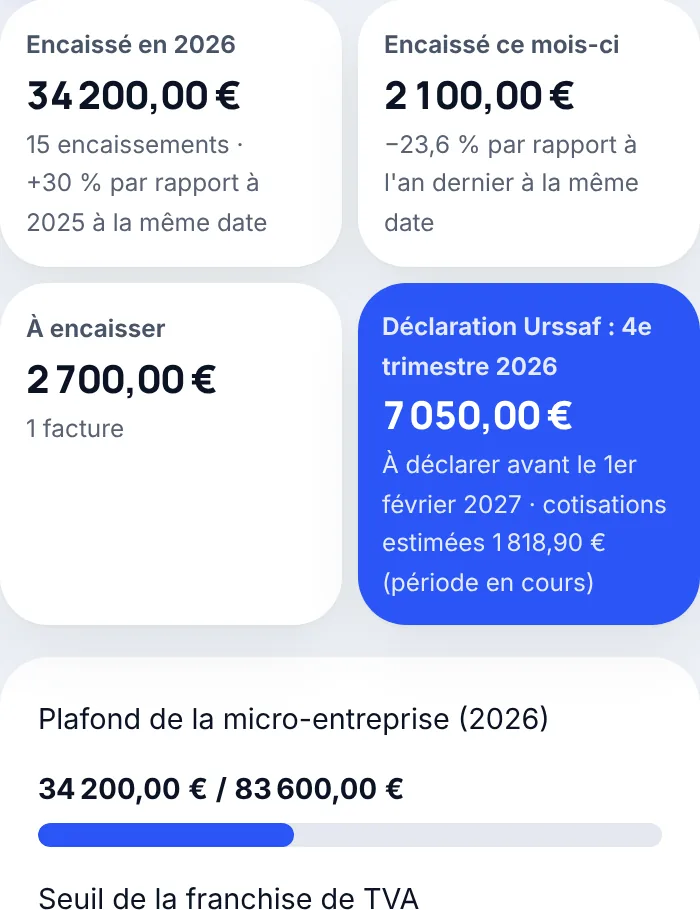 Encaissé en 2026
34 200,00 €
15 encaissements ·
+30 % par rapport à
2025 à la même date
Encaissé ce mois-ci
2 100,00 €
−23,6 % par rapport à
l'an dernier à la même
date
À encaisser
2 700,00 €
1 facture
Déclaration Urssaf : 4e
trimestre 2026
7 050,00 €
À déclarer avant le 1er
février 2027 · cotisations
estimées 1 818,90 €
(période en cours)
Plafond de la micro-entreprise (2026)
34 200,00 € / 83 600,00 €
Seuil de la franchise de TVA